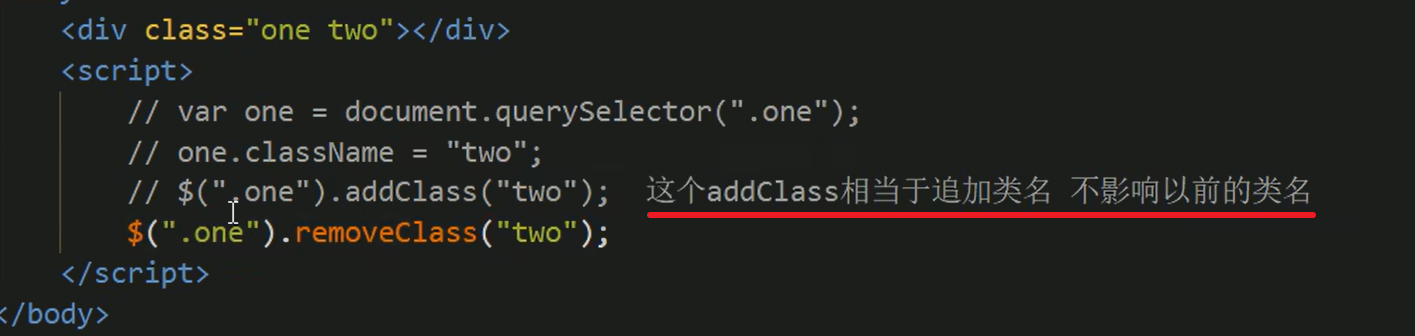 <div class="one two"></div>
<script>
// var one = document.querySelector(".one");
// one.className = "two";
// $(".one").addClass("two");  这个addClass相当于追加类名 不影响以前的类名
$(".one").removeClass("two");
</script>
</body>